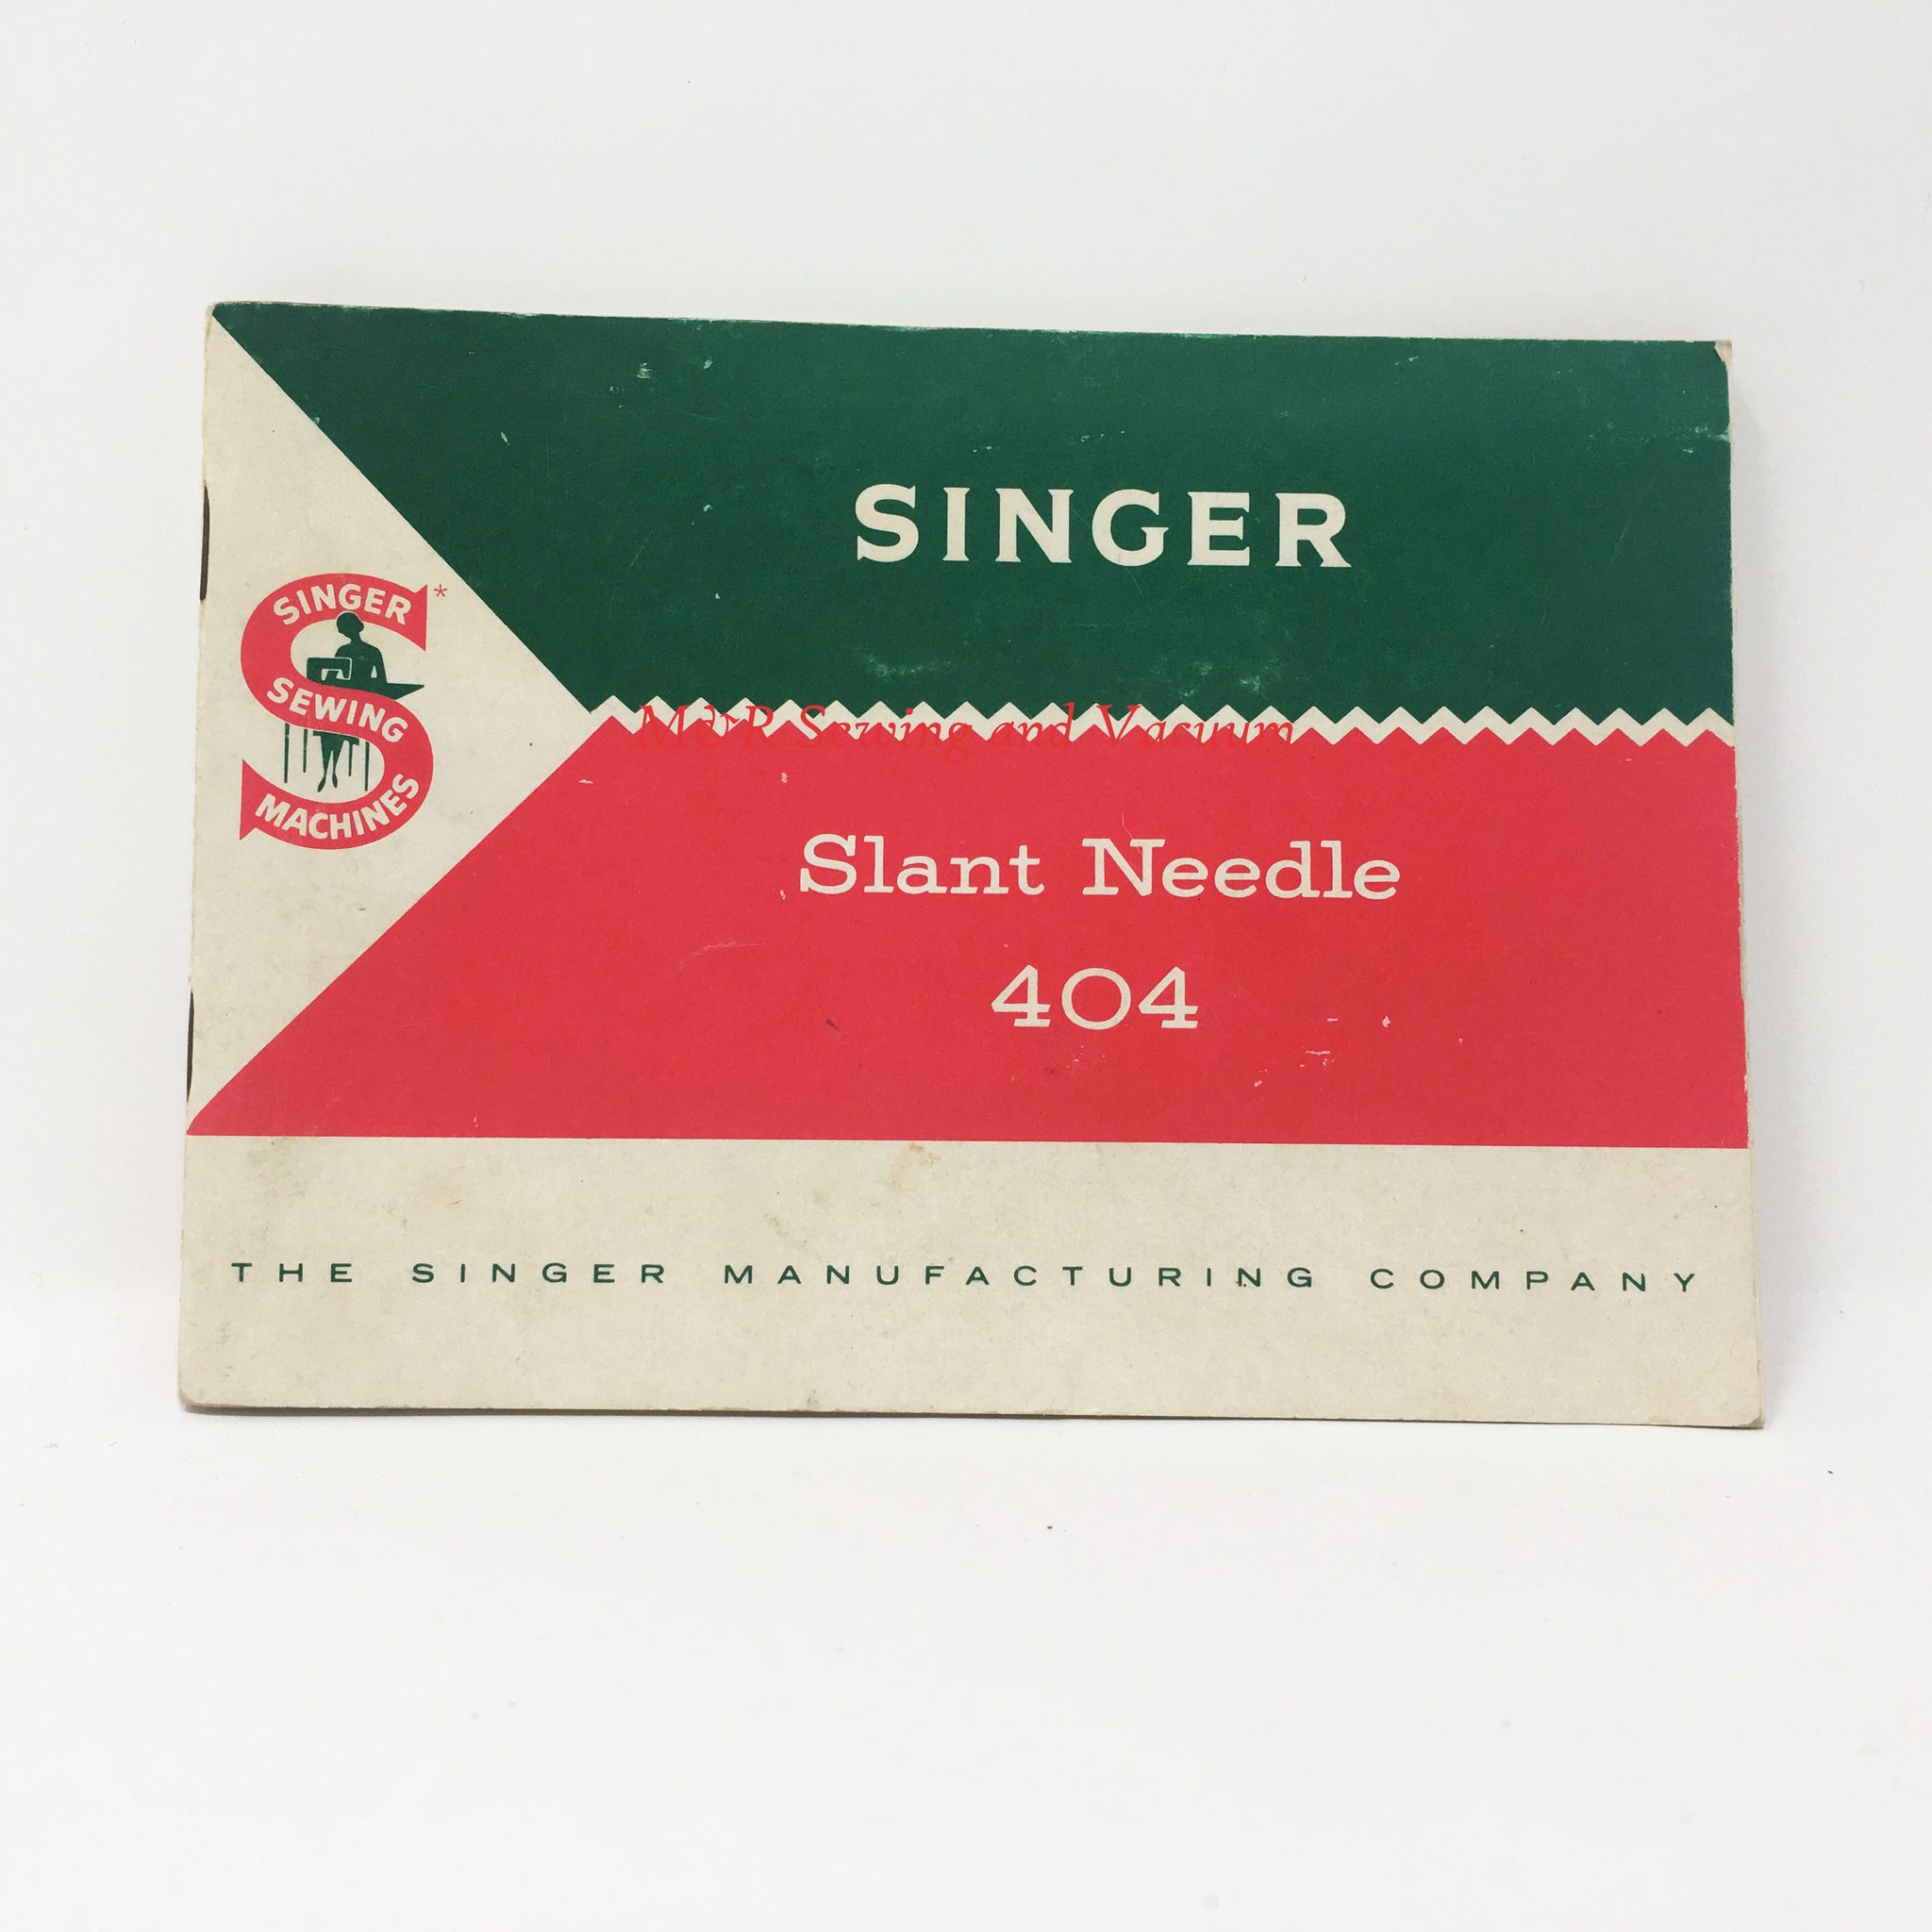 SINGER
SINGER*
SEWING
MACHINES
M&R Sewing and Vacuum
Slant Needle
404
THE SINGER MANUFACTURING COMPANY